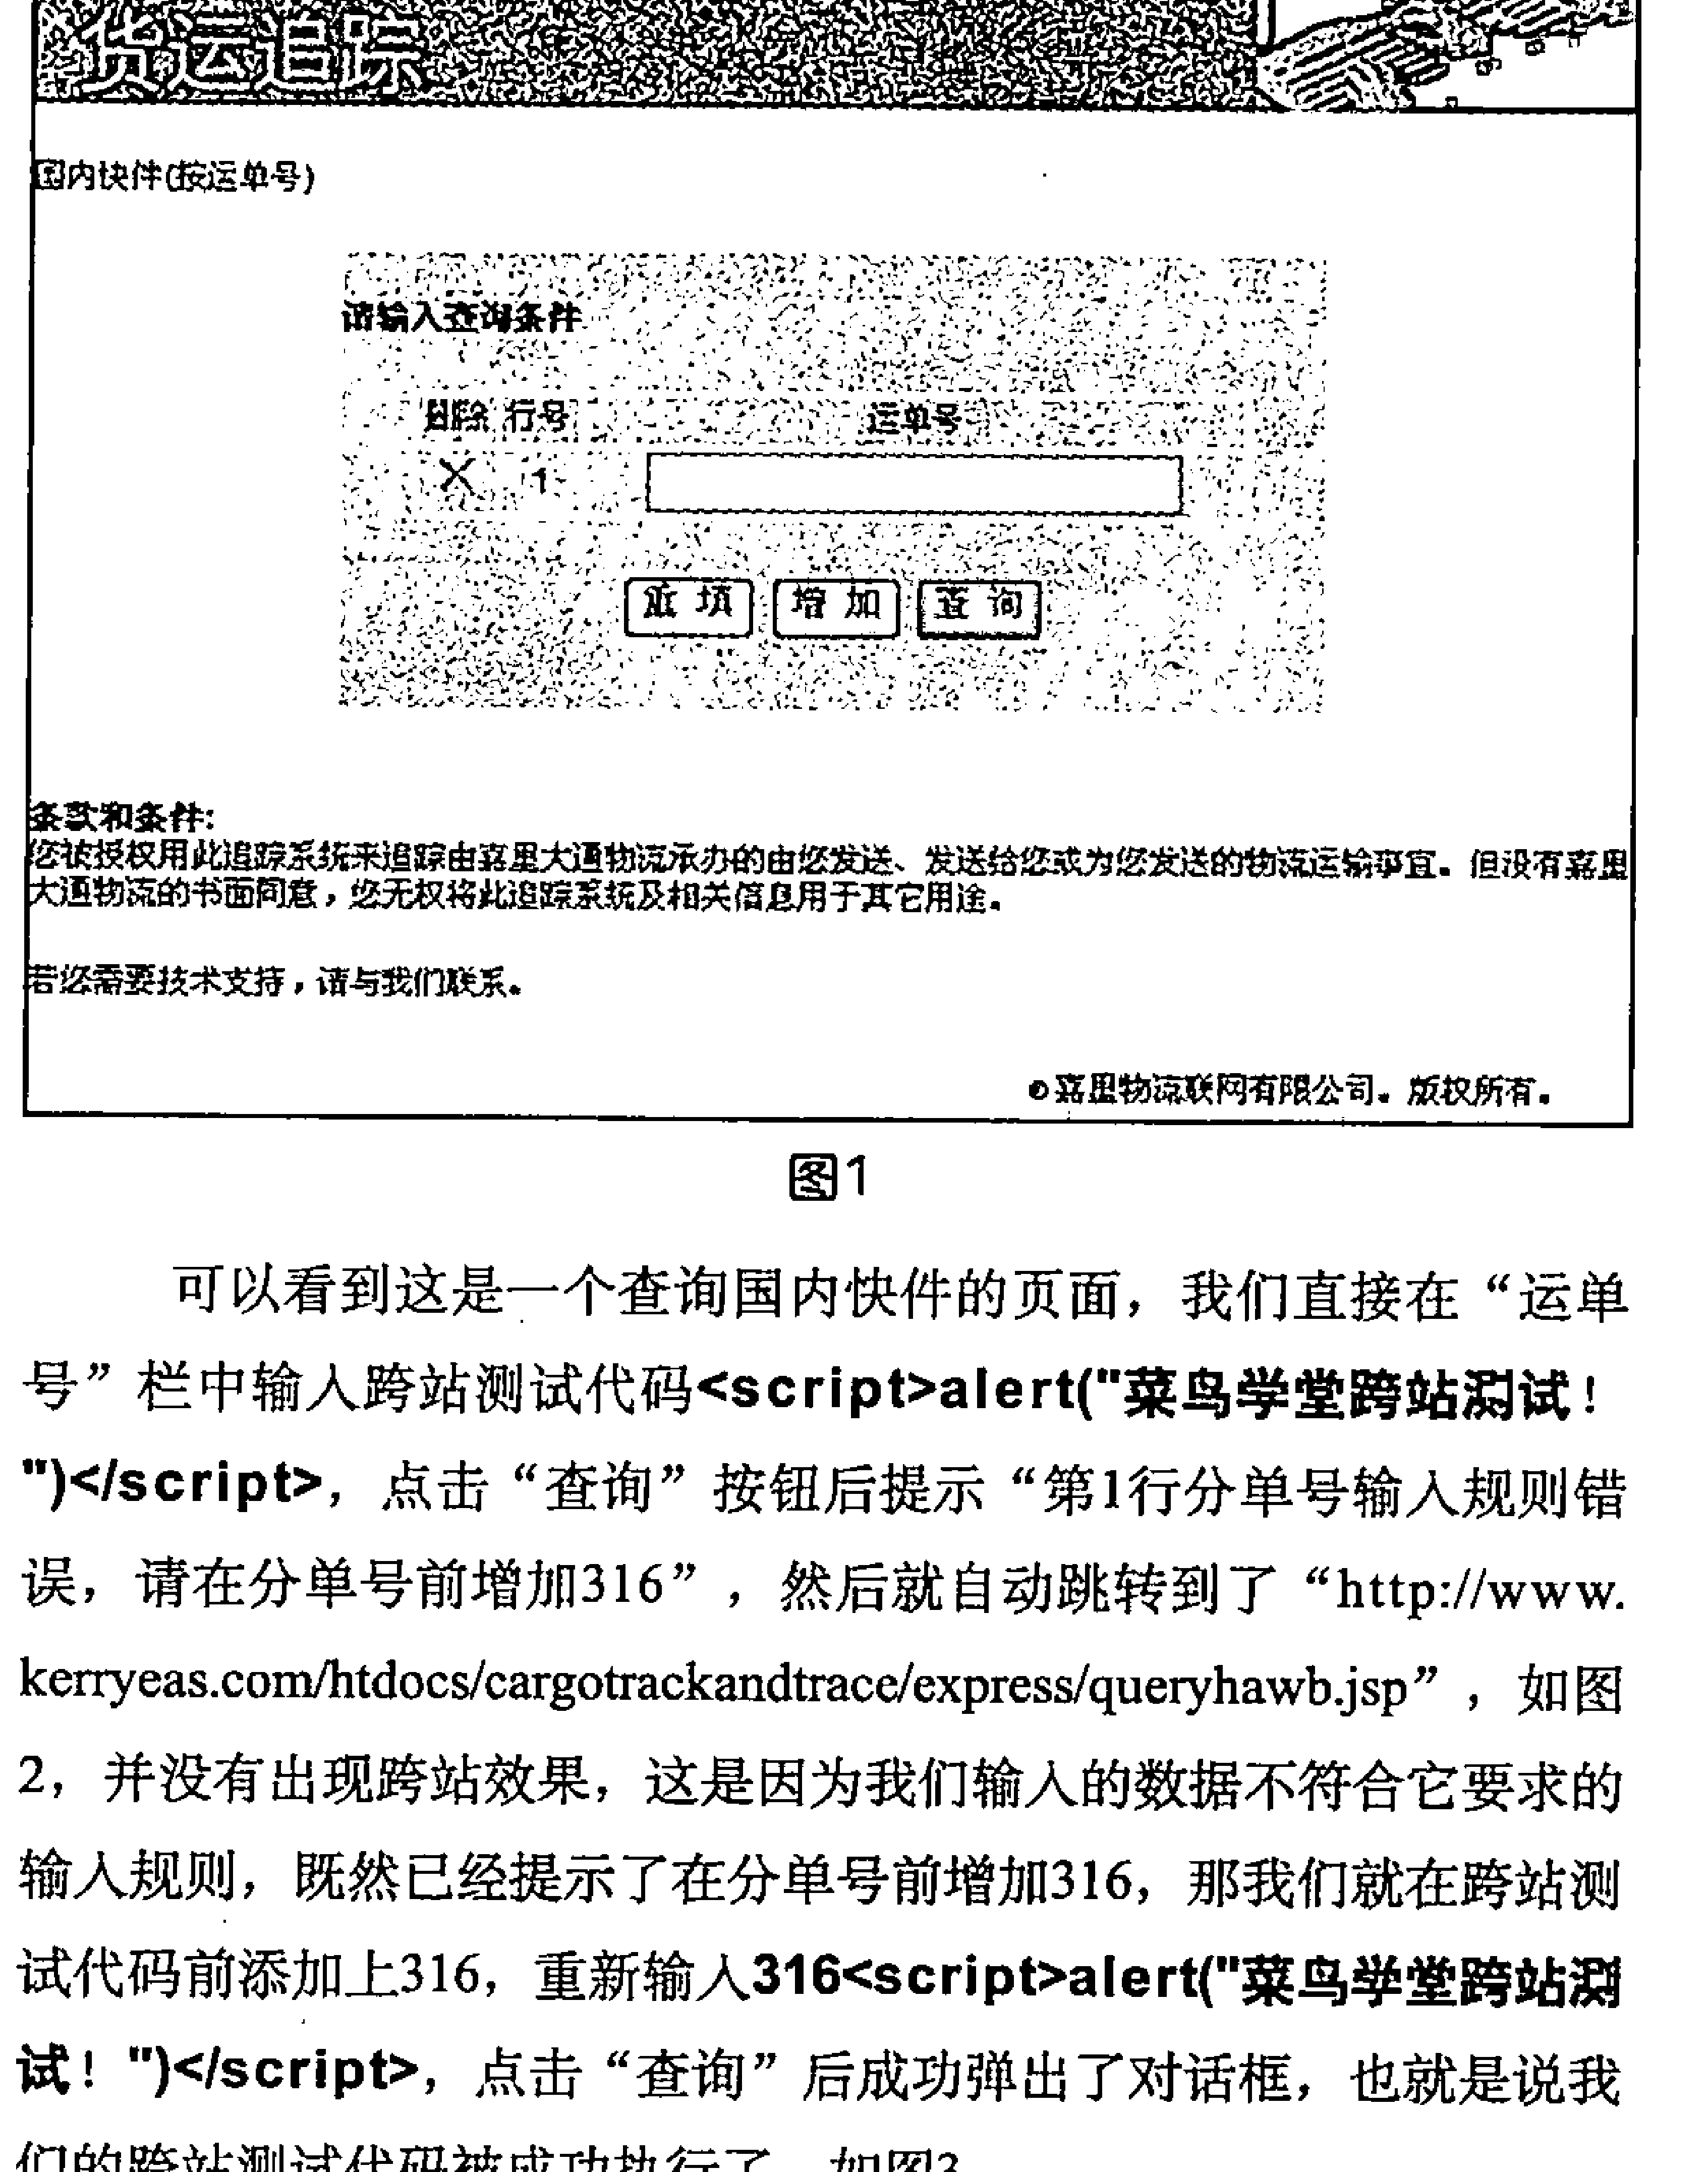 货运追踪
国内快件(按运单号)
请输入查询条件
删除 行号 运单号
1
重 填 增 加 查 询
条款和条件:
您被授权用此追踪系统来追踪由嘉里大通物流承办的由您发送、发送给您或为您发送的物流运输事宜。但没有嘉里
大通物流的书面同意，您无权将此追踪系统及相关信息用于其它用途。
若您需要技术支持，请与我们联系。
©嘉里物流联网有限公司。版权所有。
图1
可以看到这是一个查询国内快件的页面，我们直接在“运单
号”栏中输入跨站测试代码<script>alert("菜鸟学堂跨站测试！
")</script>，点击“查询”按钮后提示“第1行分单号输入规则错
误，请在分单号前增加316”，然后就自动跳转到了“http://www.
kerryeas.com/htdocs/cargotrackandtrace/express/queryhawb.jsp”，如图
2，并没有出现跨站效果，这是因为我们输入的数据不符合它要求的
输入规则，既然已经提示了在分单号前增加316，那我们就在跨站测
试代码前添加上316，重新输入316<script>alert("菜鸟学堂跨站测
试！")</script>，点击“查询”后成功弹出了对话框，也就是说我
们的跨站测试代码被成功执行了，如图3